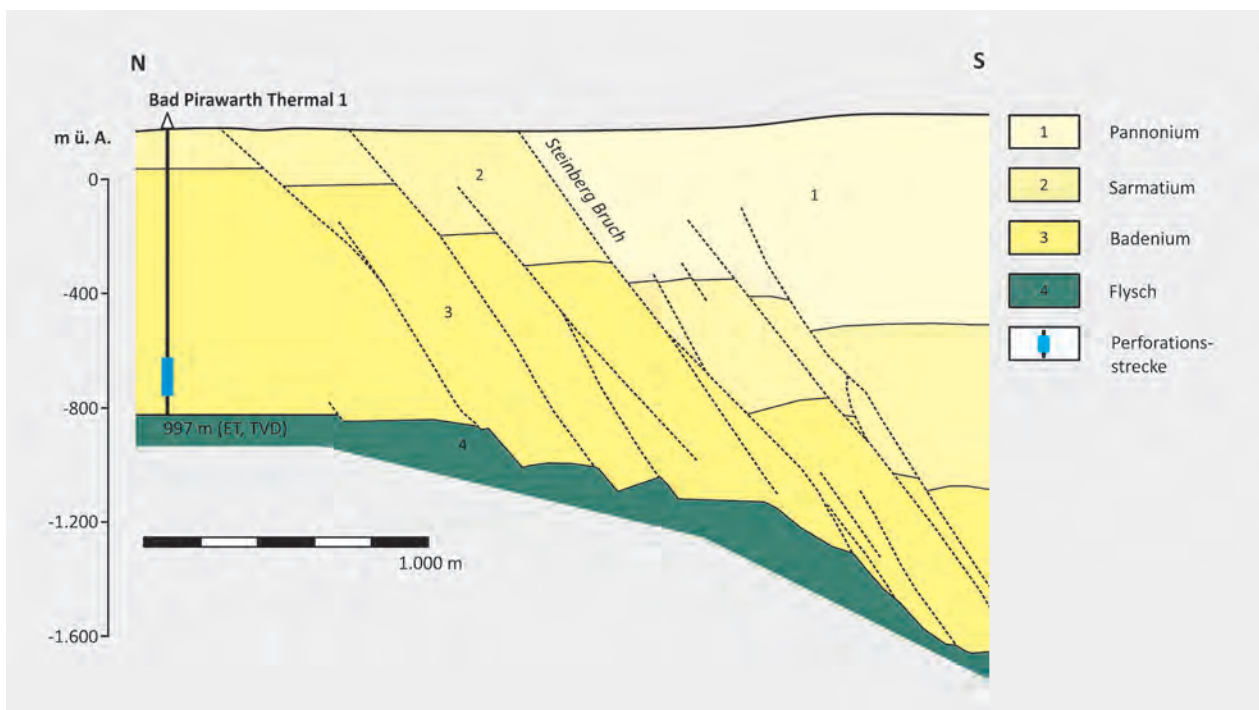 N
S
Bad Pirawarth Thermal 1
m ü. A.
0
-400
-800
-1.200
-1.600
2
Steinberg Bruch
1
3
997 m (ET, TVD)
4
1.000 m
1 Pannonium
2 Sarmatium
3 Badenium
4 Flysch
Perforations-
strecke